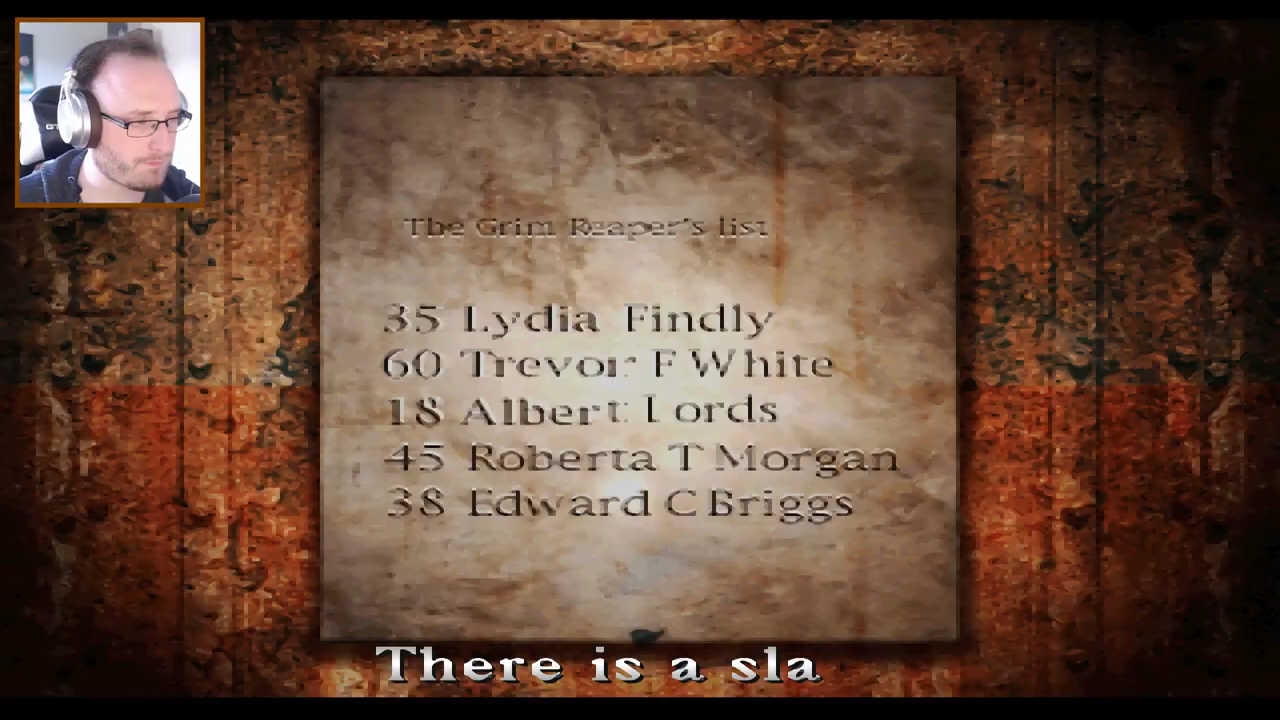 The Grim Reaper's list
35 Lydia Findly
60 Trevor F White
18 Albert Lords
45 Roberta T Morgan
38 Edward C Briggs
There is a sla